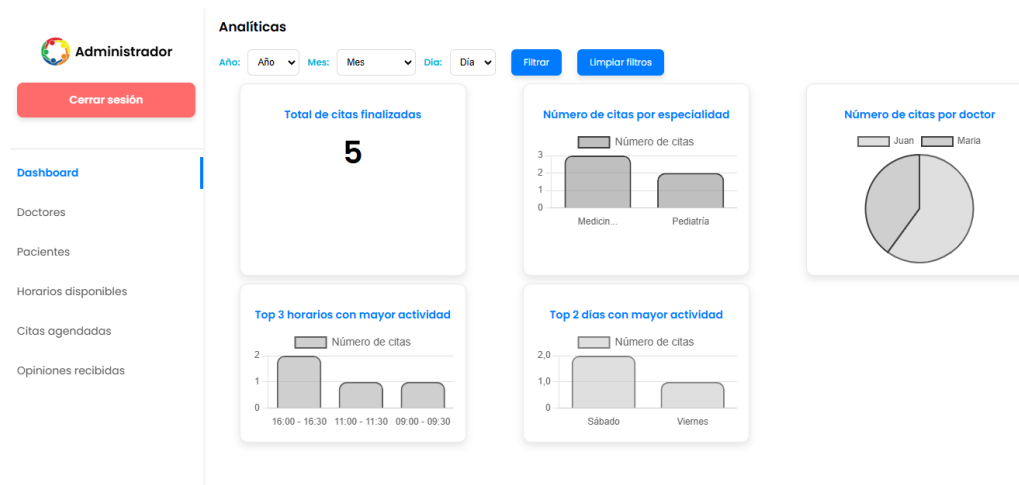 Administrador
Cerrar sesión
Dashboard
Doctores
Pacientes
Horarios disponibles
Citas agendadas
Opiniones recibidas
Analíticas
Año: Año Mes: Mes Día: Día Filtrar Limpiar filtros
Total de citas finalizadas
5
Número de citas por especialidad
Número de citas
3
2
1
0
Medicin... Pediatría
Número de citas por doctor
Juan Maria
Top 3 horarios con mayor actividad
Número de citas
2
1
0
16:00 - 16:30 11:00 - 11:30 09:00 - 09:30
Top 2 días con mayor actividad
Número de citas
2,0
1,0
0
Sábado Viernes